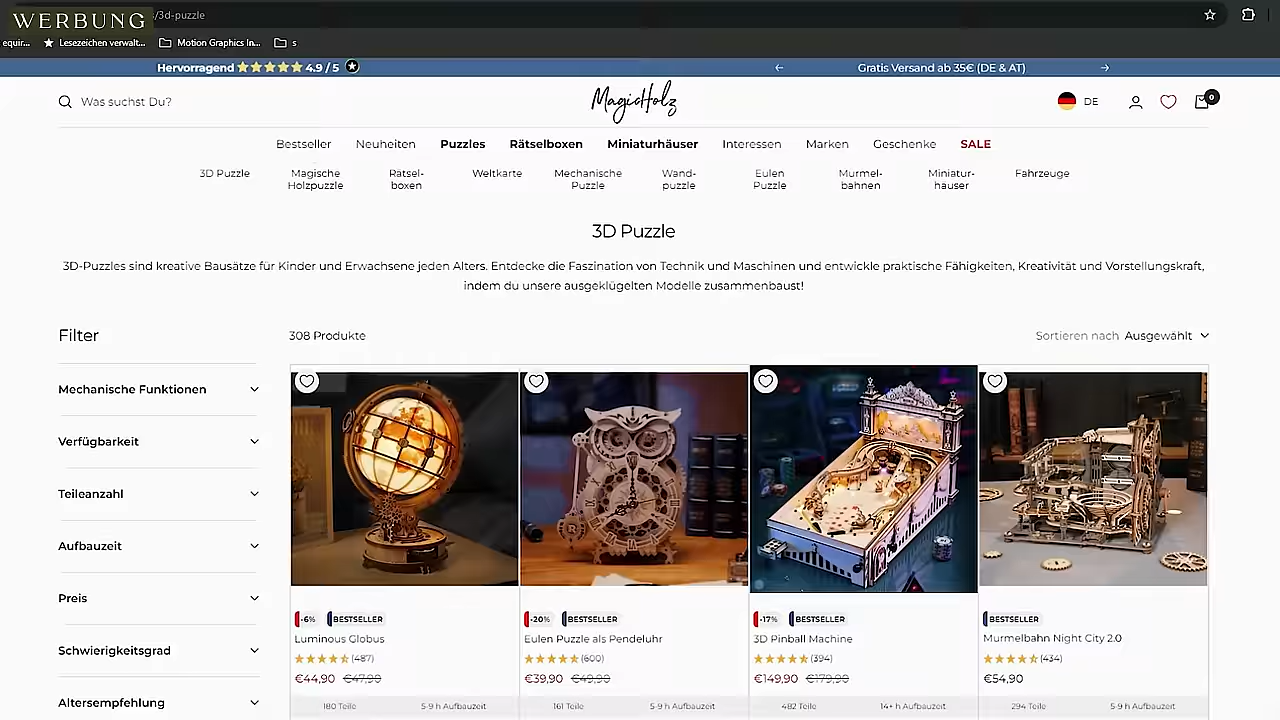 WERBUNG
/3d-puzzle
equir...
Lesezeichen verwalt...
Motion Graphics In...
s
Hervorragend
4.9 / 5
Gratis Versand ab 35€ (DE & AT)
Was suchst Du?
MagicHolz
DE
0
Bestseller
Neuheiten
Puzzles
Rätselboxen
Miniaturhäuser
Interessen
Marken
Geschenke
SALE
3D Puzzle
Magische
Holzpuzzle
Rätsel-
boxen
Weltkarte
Mechanische
Puzzle
Wand-
puzzle
Eulen
Puzzle
Murmel-
bahnen
Miniatur-
hauser
Fahrzeuge
3D Puzzle
3D-Puzzles sind kreative Bausätze für Kinder und Erwachsene jeden Alters. Entdecke die Faszination von Technik und Maschinen und entwickle praktische Fähigkeiten, Kreativität und Vorstellungskraft,
indem du unsere ausgeklügelten Modelle zusammenbaust!
Filter
308 Produkte
Sortieren nach Ausgewählt
Mechanische Funktionen
Verfügbarkeit
Teileanzahl
Aufbauzeit
Preis
Schwierigkeitsgrad
Altersempfehlung
-6%
BESTSELLER
Luminous Globus
(487)
€44,90 €47,90
180 Teile
5-9 h Aufbauzeit
-20%
BESTSELLER
Eulen Puzzle als Pendeluhr
(600)
€39,90 €49,90
161 Teile
5-9 h Aufbauzeit
-17%
BESTSELLER
3D Pinball Machine
(394)
€149,90 €179,90
482 Teile
14+ h Aufbauzeit
BESTSELLER
Murmelbahn Night City 2.0
(434)
€54,90
294 Teile
5-9 h Aufbauzeit